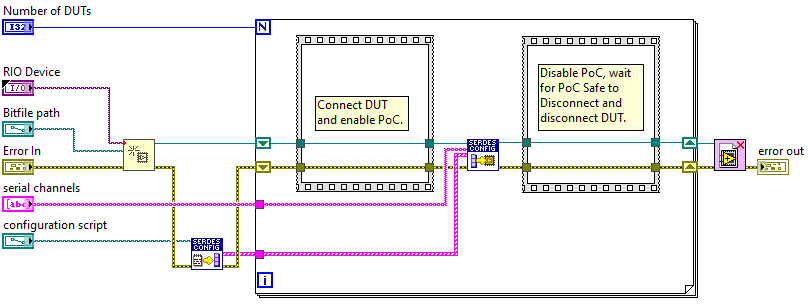 Number of DUTs
I32
N
RIO Device
I/O
Connect DUT
and enable PoC.
Disable PoC, wait
for PoC Safe to
Disconnect and
disconnect DUT.
Bitfile path
Error In
SERDES
CONFIG
error out
serial channels
abc
configuration script
SERDES
CONFIG
i